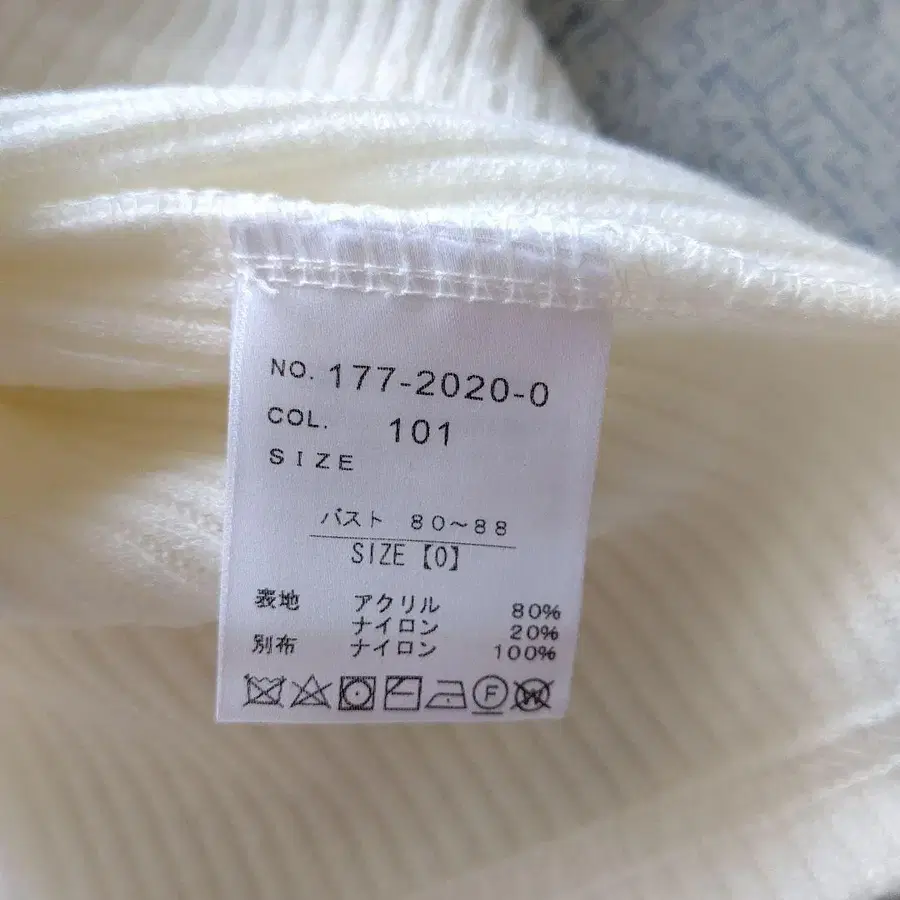 NO. 177-2020-0
COL. 101
SIZE
バスト 80～88
SIZE【0】
表地 アクリル 80%
ナイロン 20%
別布 ナイロン 100%
F W